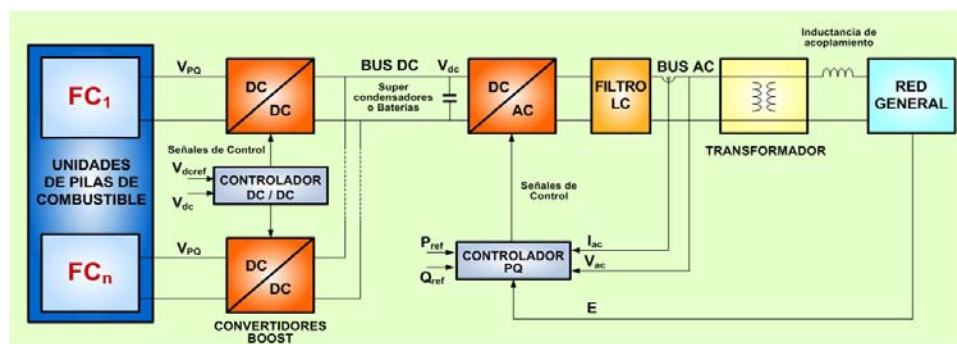 FC1
UNIDADES
DE PILAS DE
COMBUSTIBLE
FCn
VPQ
VPQ
DC
DC
Señales de Control
Vdcref
Vdc
CONTROLADOR
DC / DC
DC
DC
CONVERTIDORES
BOOST
BUS DC
Vdc
Super
condensadores
o Baterías
DC
AC
Señales de
Control
Pref
Qref
CONTROLADOR
PQ
FILTRO
LC
BUS AC
Iac
Vac
E
TRANSFORMADOR
Inductancia de
acoplamiento
RED
GENERAL